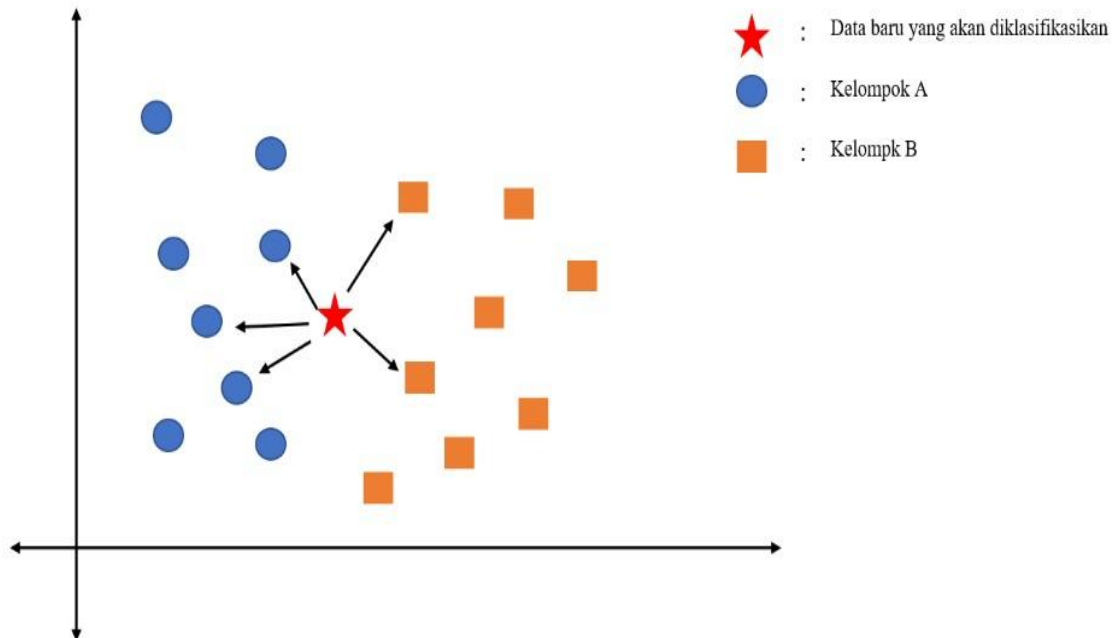 : Data baru yang akan diklasifikasikan
: Kelompok A
: Kelompk B